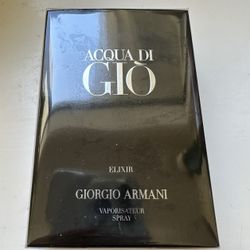 ACQUA DI
GIÒ
ELIXIR
GIORGIO ARMANI
VAPORISATEUR
SPRAY